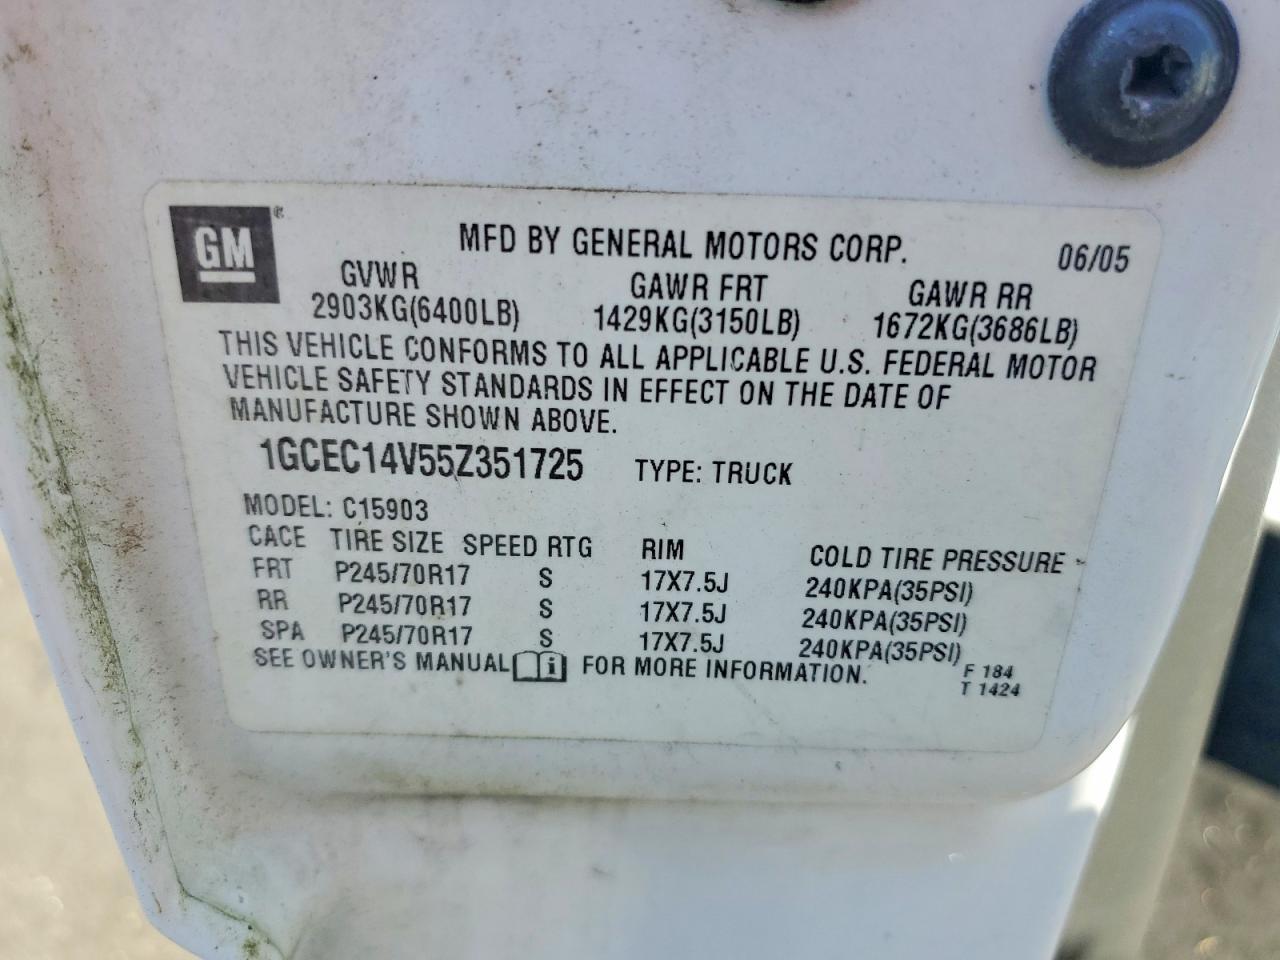 GM®
MFD BY GENERAL MOTORS CORP. 06/05
GVWR GAWR FRT GAWR RR
2903KG(6400LB) 1429KG(3150LB) 1672KG(3686LB)
THIS VEHICLE CONFORMS TO ALL APPLICABLE U.S. FEDERAL MOTOR
VEHICLE SAFETY STANDARDS IN EFFECT ON THE DATE OF
MANUFACTURE SHOWN ABOVE.
1GCEC14V55Z351725 TYPE: TRUCK
MODEL: C15903
CACE TIRE SIZE SPEED RTG RIM COLD TIRE PRESSURE
FRT P245/70R17 S 17X7.5J 240KPA(35PSI)
RR P245/70R17 S 17X7.5J 240KPA(35PSI)
SPA P245/70R17 S 17X7.5J 240KPA(35PSI)
SEE OWNER'S MANUAL i FOR MORE INFORMATION.
F 184
T 1424